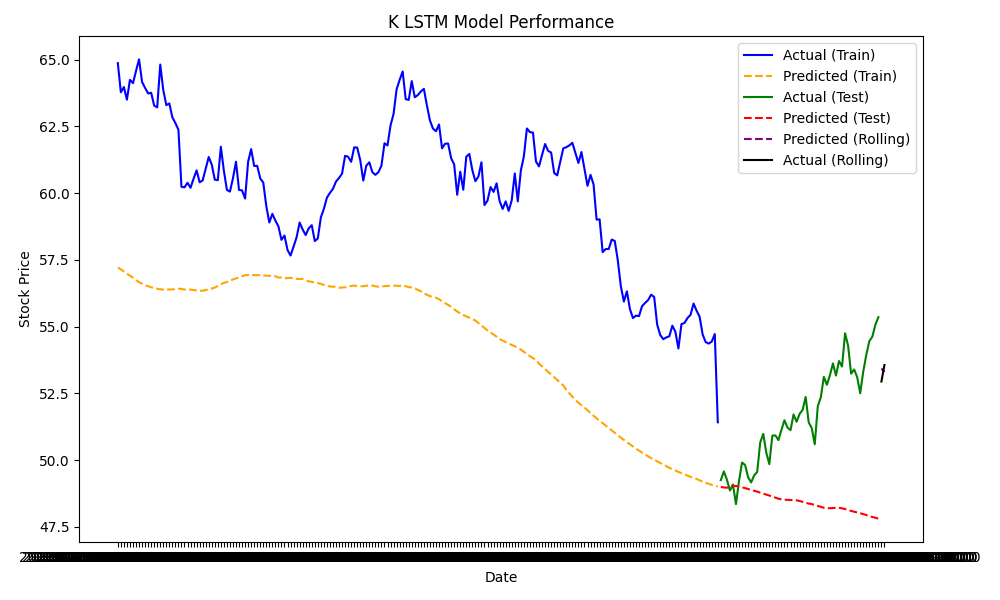 K LSTM Model Performance
Actual (Train)
Predicted (Train)
Actual (Test)
Predicted (Test)
Predicted (Rolling)
Actual (Rolling)
65.0
62.5
60.0
57.5
55.0
52.5
50.0
47.5
Stock Price
Date